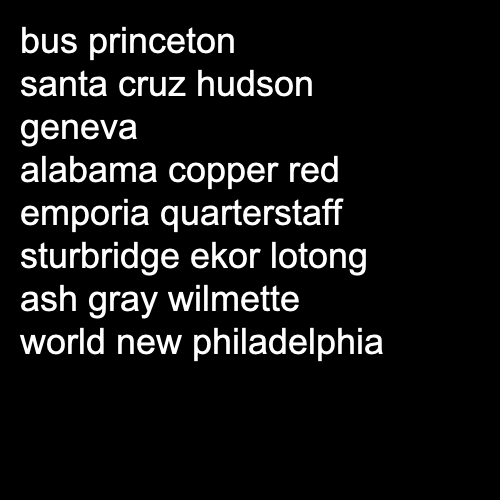 bus princeton
santa cruz hudson
geneva
alabama copper red
emporia quarterstaff
sturbridge ekor lotong
ash gray wilmette
world new philadelphia